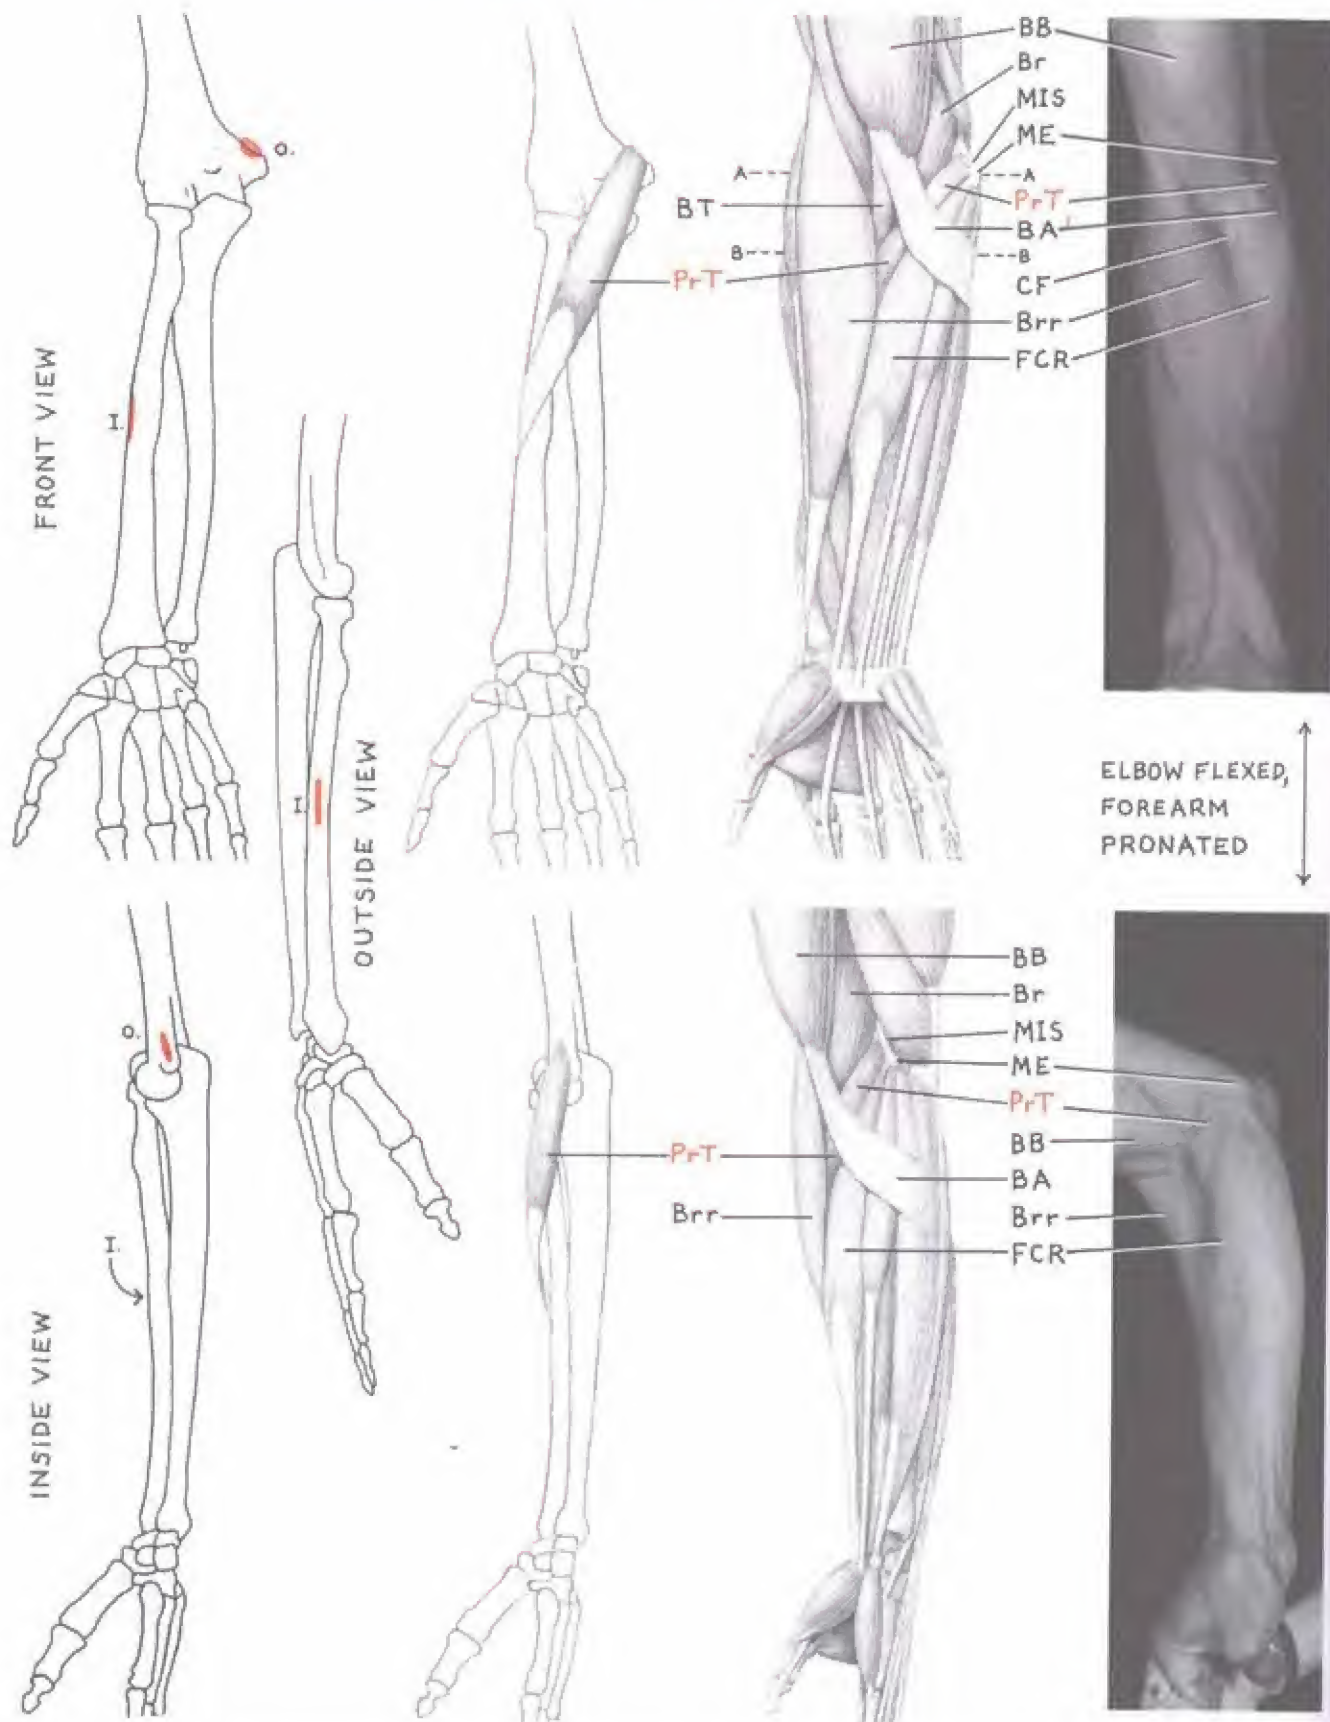 BB
Br
MIS
ME
O.
A A
PrT
BT
BA
B B
PrT
CF
Brr
FCR
I.
FRONT VIEW
I.
OUTSIDE VIEW
ELBOW FLEXED,
FOREARM
PRONATED
BB
Br
O.
MIS
ME
PrT
BB
PrT
BA
Brr
Brr
I.
FCR
INSIDE VIEW